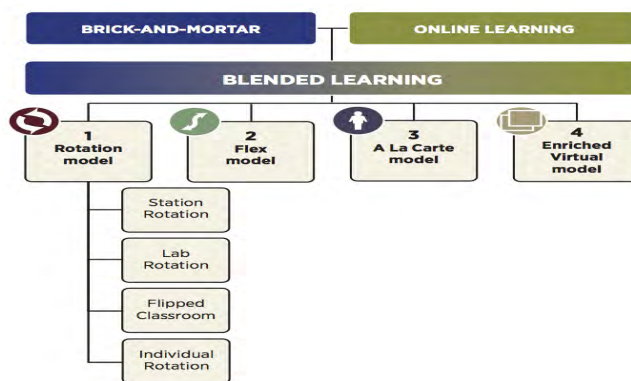 BRICK-AND-MORTAR
ONLINE LEARNING
BLENDED LEARNING
1
Rotation
model
2
Flex
model
3
A La Carte
model
4
Enriched
Virtual
model
Station
Rotation
Lab
Rotation
Flipped
Classroom
Individual
Rotation